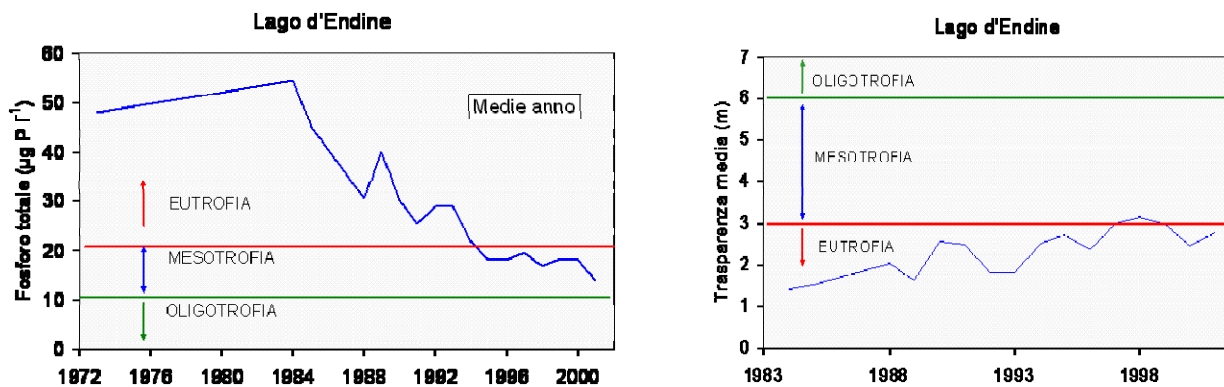 Lago d'Endine
Fosforo totale (µg P l⁻¹)
60
50
40
30
20
10
0
Medie anno
EUTROFIA
MESOTROFIA
OLIGOTROFIA
1972 1976 1980 1984 1988 1992 1996 2000
Lago d'Endine
Trasparenza media (m)
7
6
5
4
3
2
1
0
OLIGOTROFIA
MESOTROFIA
EUTROFIA
1983 1988 1993 1998